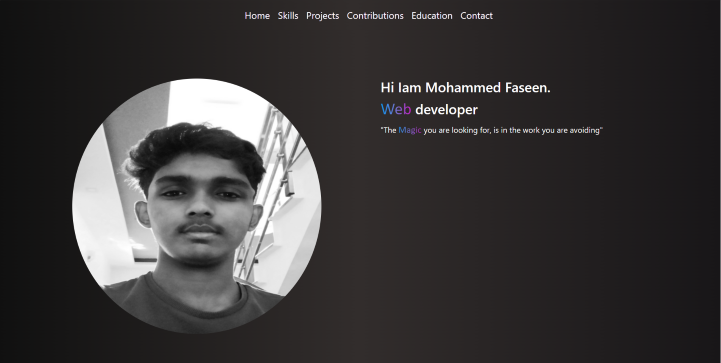 Home Skills Projects Contributions Education Contact
Hi Iam Mohammed Faseen.
Web developer
"The Magic you are looking for, is in the work you are avoiding"